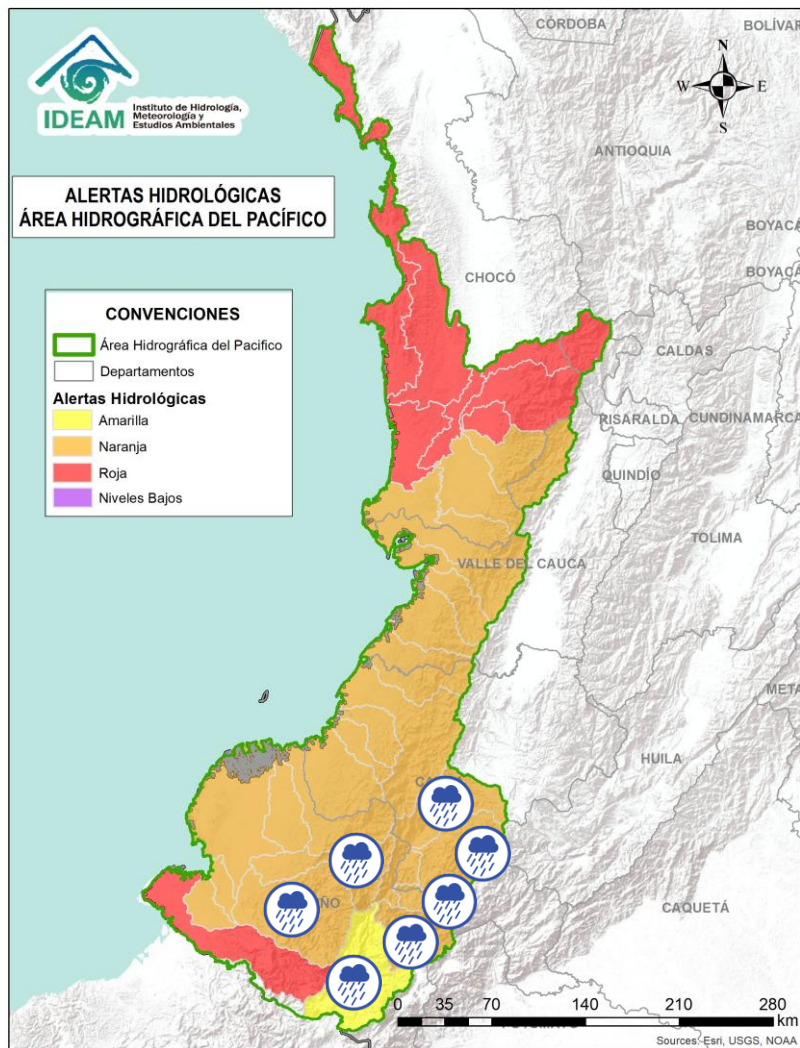 CÓRDOBA
BOLÍVAR
N
W E
S
IDEAM
Instituto de Hidrología,
Meteorología y
Estudios Ambientales
ANTIOQUIA
ALERTAS HIDROLÓGICAS
ÁREA HIDROGRÁFICA DEL PACÍFICO
BOYACÁ
BOYACÁ
CHOCÓ
CONVENCIONES
Área Hidrográfica del Pacifico
Departamentos
Alertas Hidrológicas
Amarilla
Naranja
Roja
Niveles Bajos
CALDAS
RISARALDA
CUNDINAMARCA
QUINDÍO
TOLIMA
VALLE DEL CAUCA
META
HUILA
CAQUETÁ
0 35 70 140 210 280
km
Sources: Esri, USGS, NOAA